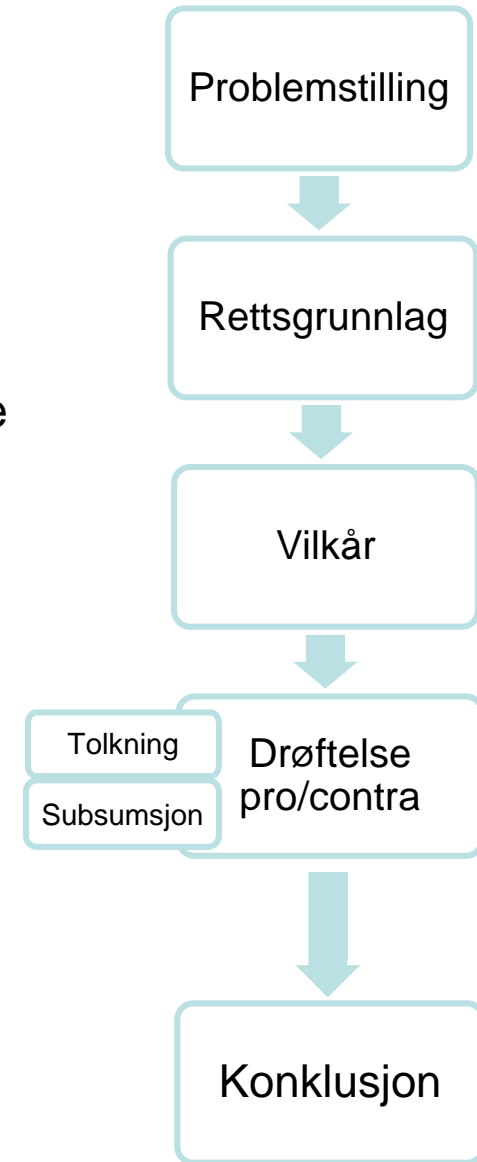 Problemstilling
Rettsgrunnlag
e
Vilkår
Tolkning
Subsumsjon
Drøftelse
pro/contra
Konklusjon